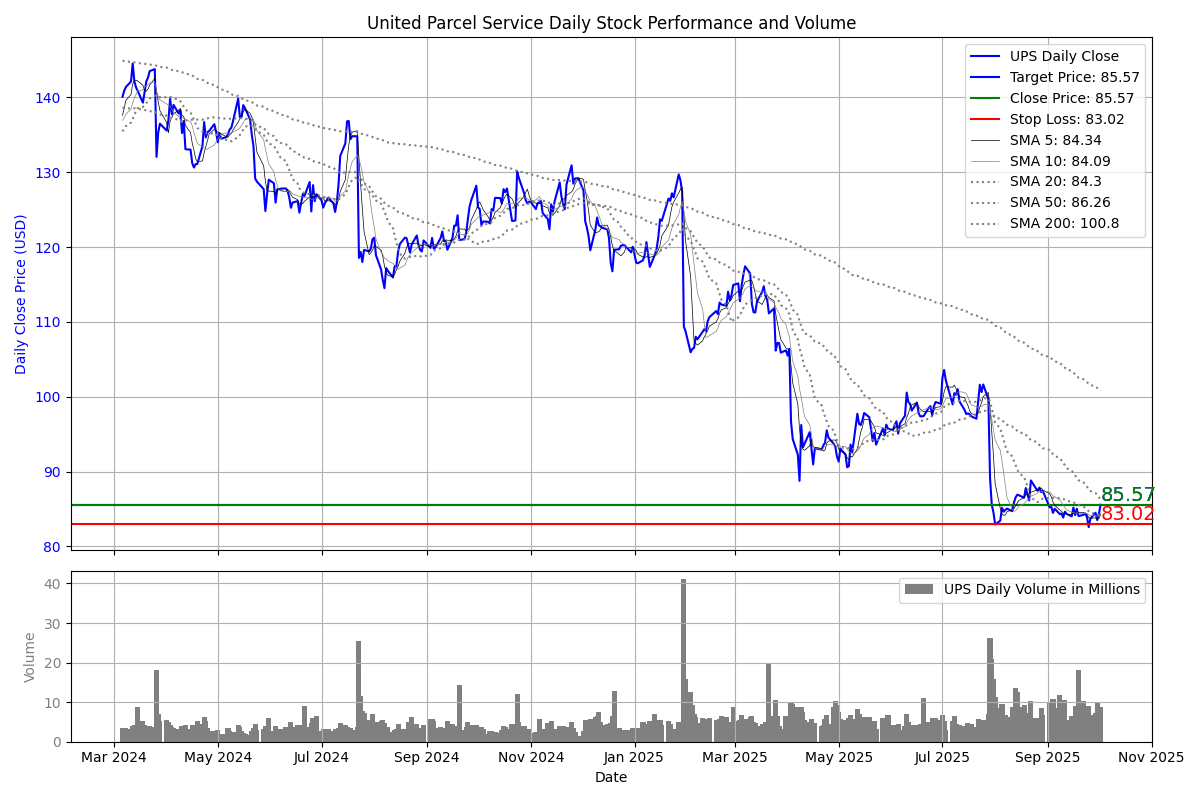 United Parcel Service Daily Stock Performance and Volume
Daily Close Price (USD)
140
130
120
110
100
90
80
UPS Daily Close
Target Price: 85.57
Close Price: 85.57
Stop Loss: 83.02
SMA 5: 84.34
SMA 10: 84.09
SMA 20: 84.3
SMA 50: 86.26
SMA 200: 100.8
85.57
83.02
Volume
40
30
20
10
0
UPS Daily Volume in Millions
Mar 2024 May 2024 Jul 2024 Sep 2024 Nov 2024 Jan 2025 Mar 2025 May 2025 Jul 2025 Sep 2025 Nov 2025
Date